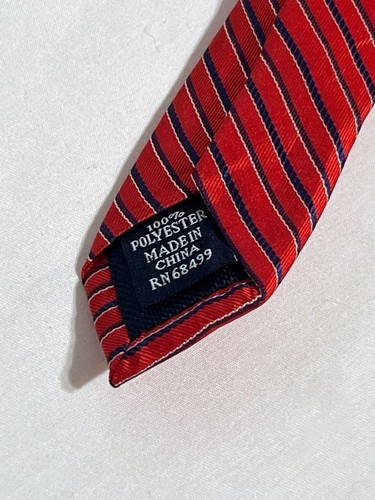 100%
POLYESTER
MADE IN
CHINA
RN 68499